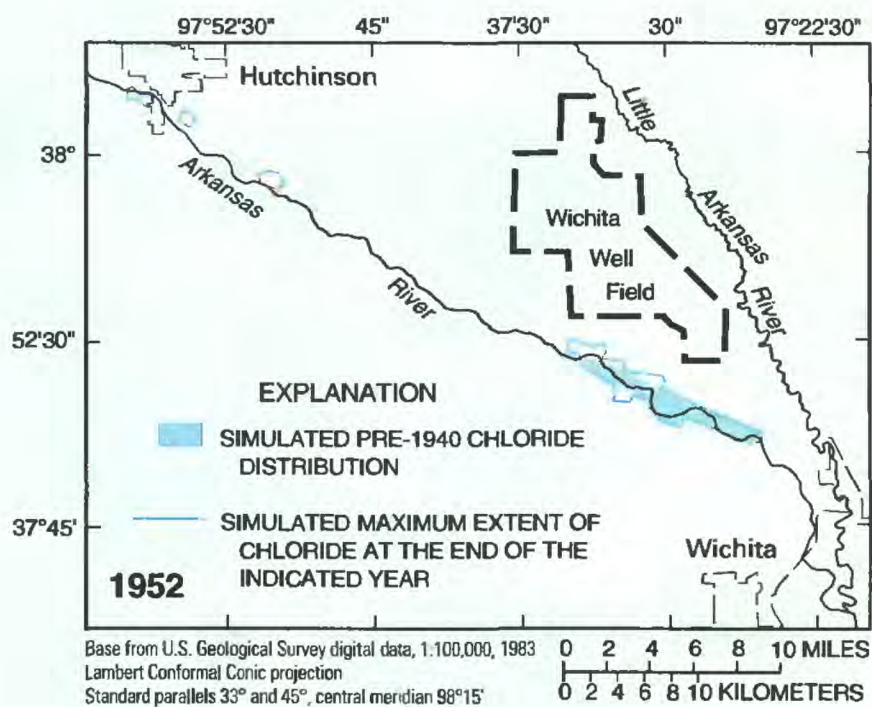 97°52'30" 45" 37'30" 30" 97°22'30"
Hutchinson
Little
38°
Arkansas
Wichita
Arkansas
Well
River
Field
River
52'30"
EXPLANATION
SIMULATED PRE-1940 CHLORIDE
DISTRIBUTION
37°45'
SIMULATED MAXIMUM EXTENT OF
CHLORIDE AT THE END OF THE
INDICATED YEAR
Wichita
1952
Base from U.S. Geological Survey digital data, 1:100,000, 1983
Lambert Conformal Conic projection
Standard parallels 33° and 45°, central meridian 98°15'
0 2 4 6 8 10 MILES
0 2 4 6 8 10 KILOMETERS